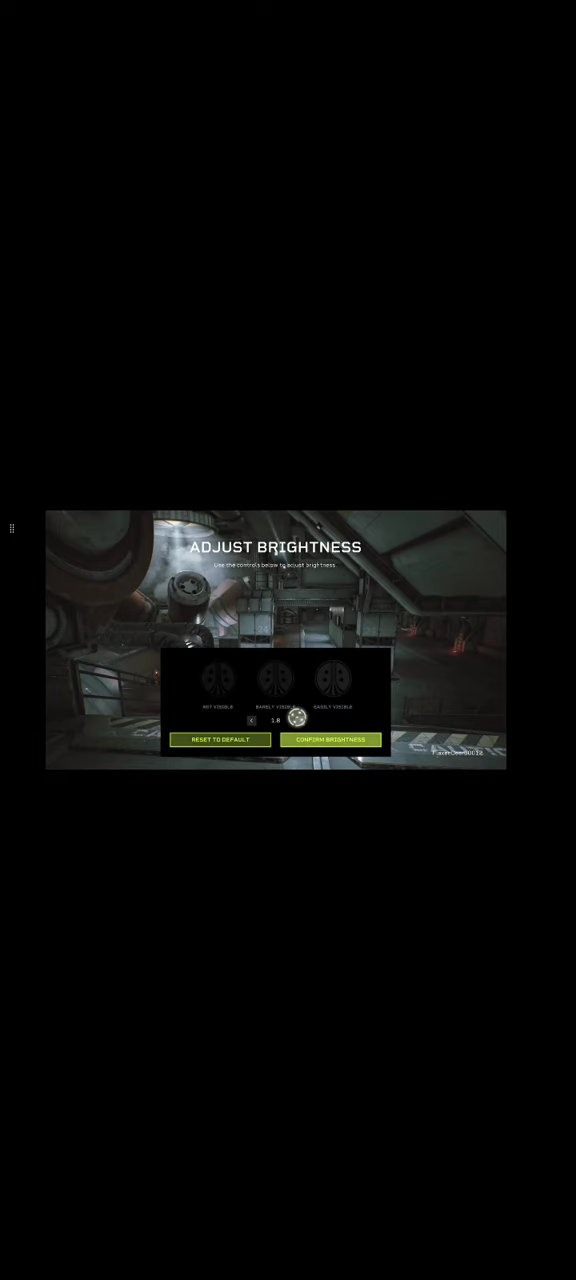 ADJUST BRIGHTNESS
Use the controls below to adjust brightness
NOT VISIBLE
BARELY VISIBLE
EASILY VISIBLE
1.8
RESET TO DEFAULT
CONFIRM BRIGHTNESS